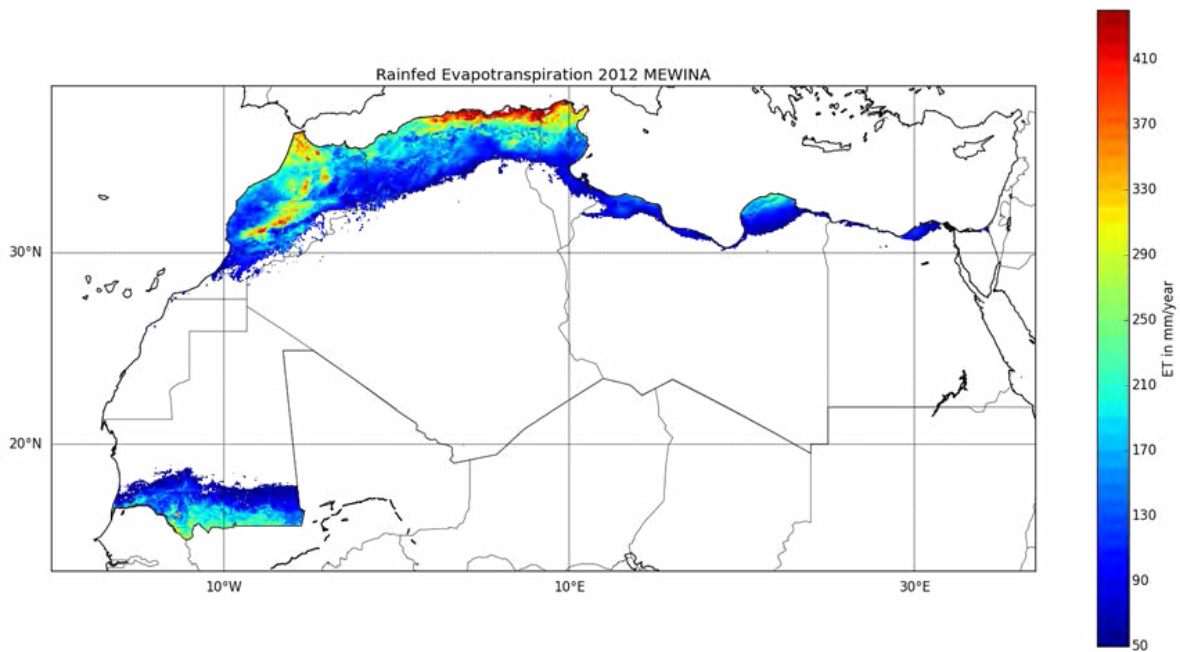 Rainfed Evapotranspiration 2012 MEWINA
30°N
20°N
10°W
10°E
30°E
410
370
330
290
250
210
170
130
90
50
ET in mm/year